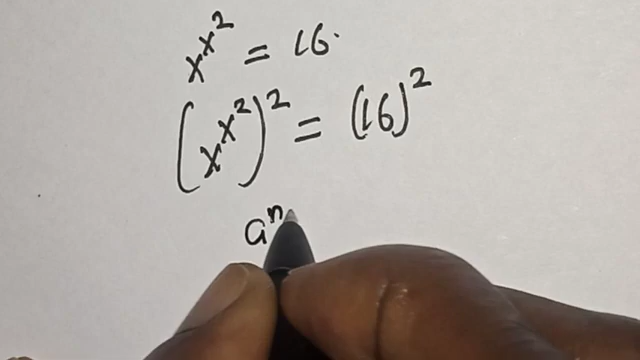 x^{x^2} = 16.
(x^{x^2})^2 = (16)^2
a^n